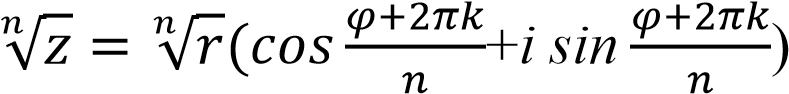 ⁿ√z = ⁿ√r(cos (φ+2πk)/n + i sin (φ+2πk)/n)